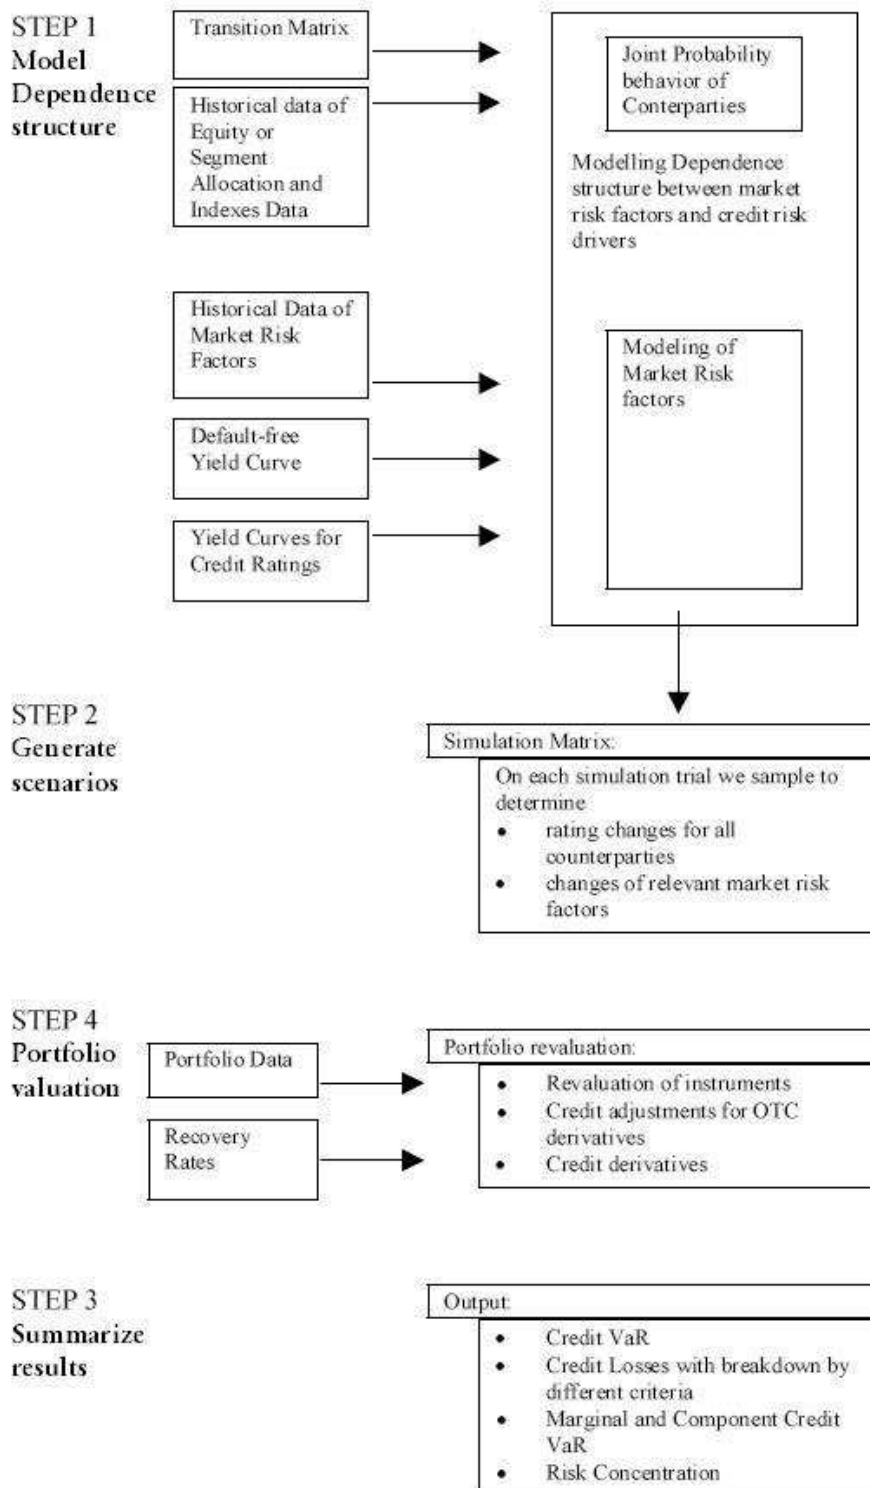 STEP 1
Model
Dependence
structure
Transition Matrix
Historical data of
Equity or
Segment
Allocation and
Indexes Data
Joint Probability
behavior of
Conterparties
Modelling Dependence
structure between market
risk factors and credit risk
drivers
Historical Data of
Market Risk
Factors
Default-free
Yield Curve
Yield Curves for
Credit Ratings
Modeling of
Market Risk
factors
STEP 2
Generate
scenarios
Simulation Matrix:
On each simulation trial we sample to
determine
• rating changes for all
counterparties
• changes of relevant market risk
factors
STEP 4
Portfolio
valuation
Portfolio Data
Recovery
Rates
Portfolio revaluation:
• Revaluation of instruments
• Credit adjustments for OTC
derivatives
• Credit derivatives
STEP 3
Summarize
results
Output:
• Credit VaR
• Credit Losses with breakdown by
different criteria
• Marginal and Component Credit
VaR
• Risk Concentration